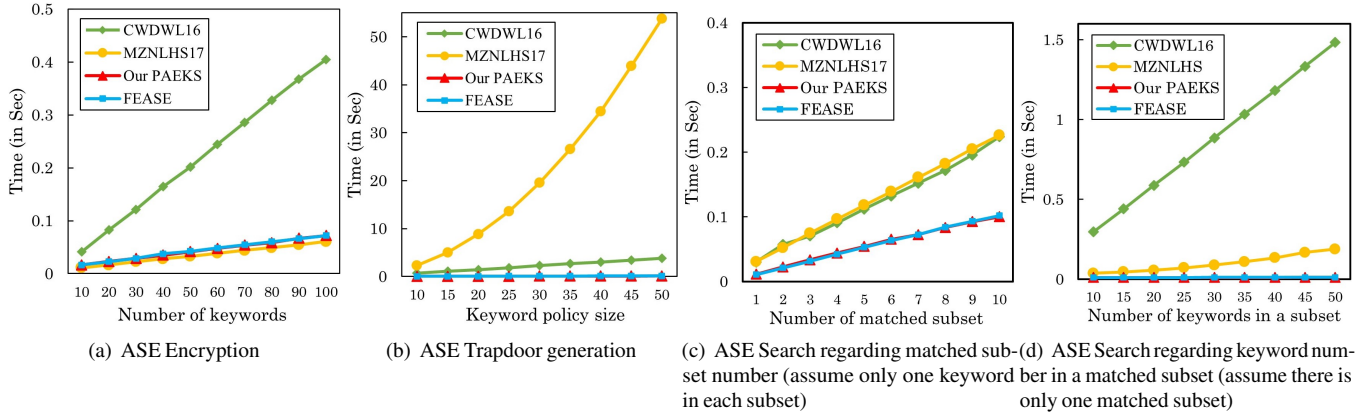 0.5
0.4
0.3
0.2
0.1
0
Time (in Sec)
CWDWL16
MZNLHS17
Our PAEKS
FEASE
10 20 30 40 50 60 70 80 90 100
Number of keywords
(a) ASE Encryption
50
40
30
20
10
0
Time (in Sec)
CWDWL16
MZNLHS17
Our PAEKS
FEASE
10 15 20 25 30 35 40 45 50
Keyword policy size
(b) ASE Trapdoor generation
0.4
0.3
0.2
0.1
0
Time (in Sec)
CWDWL16
MZNLHS17
Our PAEKS
FEASE
1 2 3 4 5 6 7 8 9 10
Number of matched subset
(c) ASE Search regarding matched sub-
set number (assume only one keyword
in each subset)
1.5
1
0.5
0
Time (in Sec)
CWDWL16
MZNLHS
Our PAEKS
FEASE
10 15 20 25 30 35 40 45 50
Number of keywords in a subset
(d) ASE Search regarding keyword num-
ber in a matched subset (assume there is
only one matched subset)